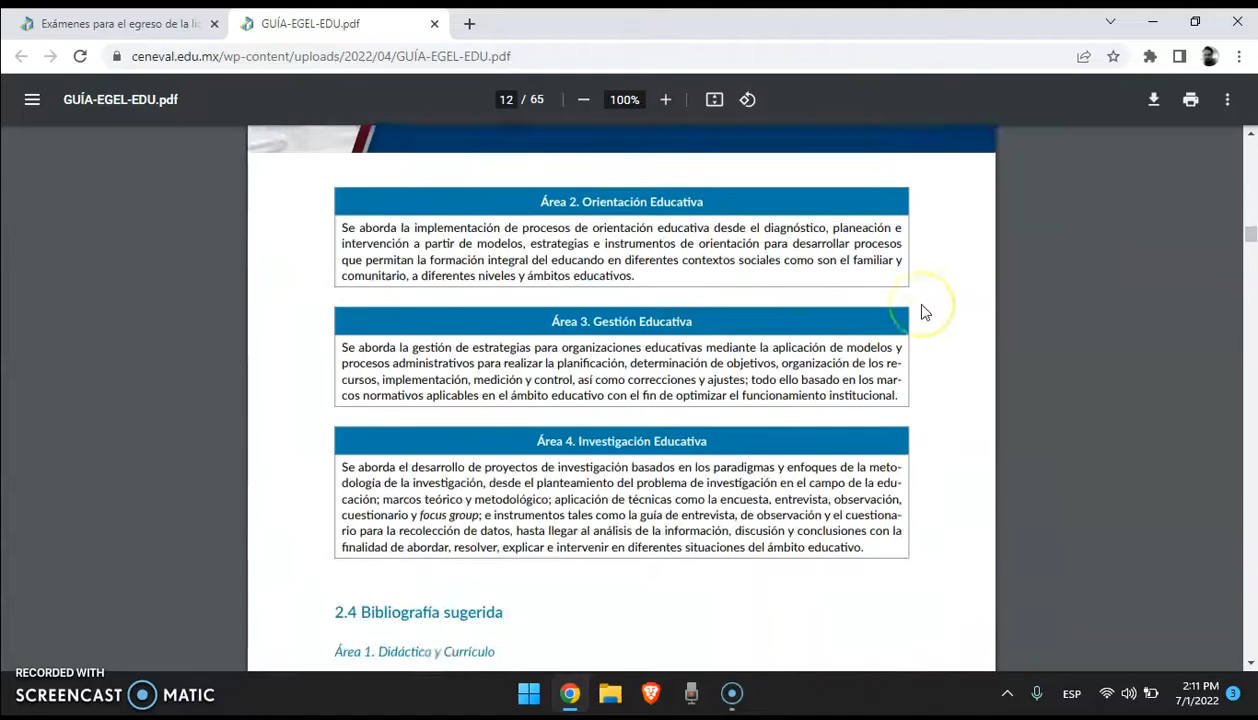 Exámenes para el egreso de la lic
GUÍA-EGEL-EDU.pdf
ceneval.edu.mx/wp-content/uploads/2022/04/GUÍA-EGEL-EDU.pdf
GUÍA-EGEL-EDU.pdf
12 / 65
100%
Área 2. Orientación Educativa
Se aborda la implementación de procesos de orientación educativa desde el diagnóstico, planeación e
intervención a partir de modelos, estrategias e instrumentos de orientación para desarrollar procesos
que permitan la formación integral del educando en diferentes contextos sociales como son el familiar y
comunitario, a diferentes niveles y ámbitos educativos.
Área 3. Gestión Educativa
Se aborda la gestión de estrategias para organizaciones educativas mediante la aplicación de modelos y
procesos administrativos para realizar la planificación, determinación de objetivos, organización de los re-
cursos, implementación, medición y control, así como correcciones y ajustes; todo ello basado en los mar-
cos normativos aplicables en el ámbito educativo con el fin de optimizar el funcionamiento institucional.
Área 4. Investigación Educativa
Se aborda el desarrollo de proyectos de investigación basados en los paradigmas y enfoques de la meto-
dología de la investigación, desde el planteamiento del problema de investigación en el campo de la edu-
cación; marcos teórico y metodológico; aplicación de técnicas como la encuesta, entrevista, observación,
cuestionario y focus group; e instrumentos tales como la guía de entrevista, de observación y el cuestiona-
rio para la recolección de datos, hasta llegar al análisis de la información, discusión y conclusiones con la
finalidad de abordar, resolver, explicar e intervenir en diferentes situaciones del ámbito educativo.
2.4 Bibliografía sugerida
Área 1. Didáctica y Currículo
RECORDED WITH
SCREENCAST MATIC
ESP
2:11 PM
7/1/2022
3